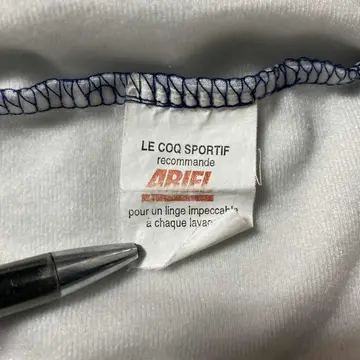 LE COQ SPORTIF
recommande
ARIEL
pour un linge impeccable
à chaque lavage